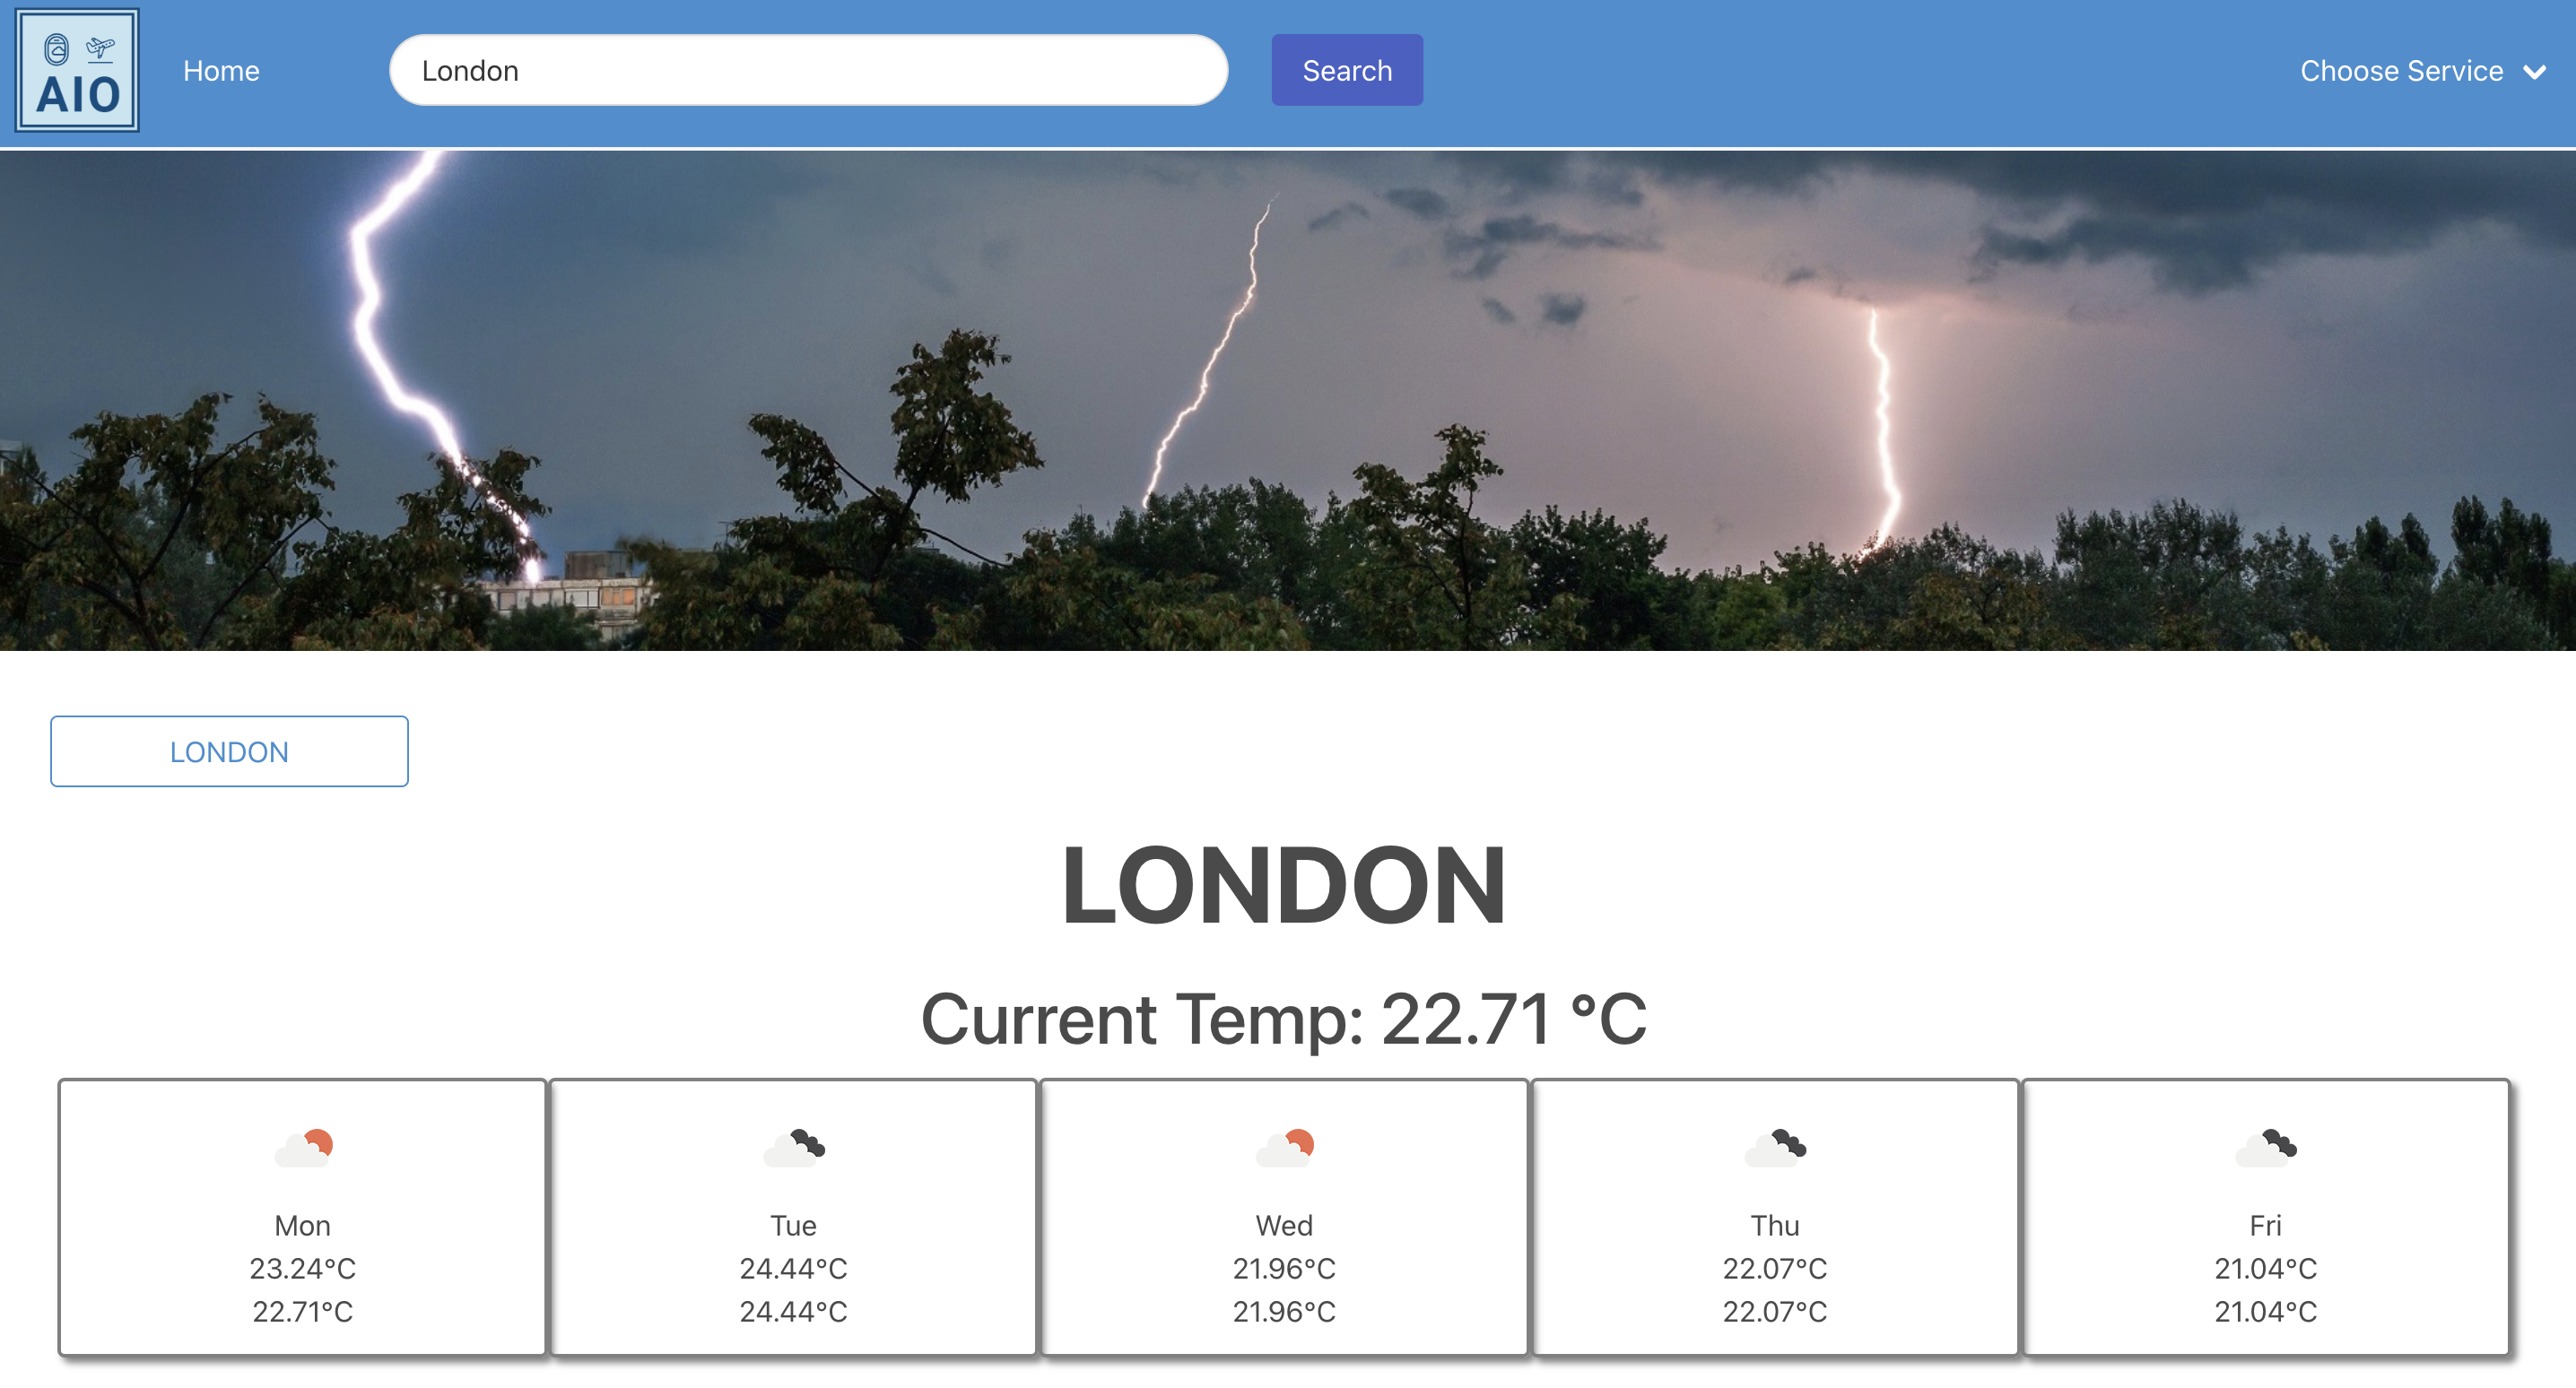 AIO
Home
London
Search
Choose Service
LONDON
LONDON
Current Temp: 22.71 °C
Mon
23.24°C
22.71°C
Tue
24.44°C
24.44°C
Wed
21.96°C
21.96°C
Thu
22.07°C
22.07°C
Fri
21.04°C
21.04°C